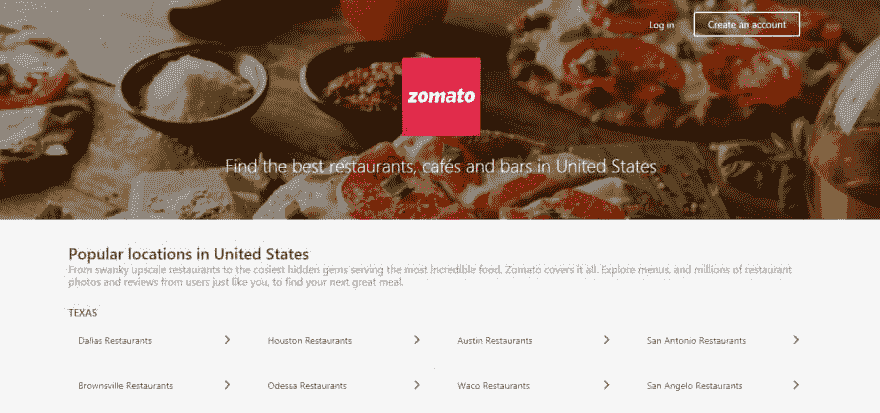 Log in
Create an account
zomato
Find the best restaurants, cafés and bars in United States
Popular locations in United States
From swanky upscale restaurants to the cosiest hidden gems serving the most incredible food, Zomato covers it all. Explore menus, and millions of restaurant
photos and reviews from users just like you, to find your next great meal.
TEXAS
Dallas Restaurants
Houston Restaurants
Austin Restaurants
San Antonio Restaurants
Brownsville Restaurants
Odessa Restaurants
Waco Restaurants
San Angelo Restaurants